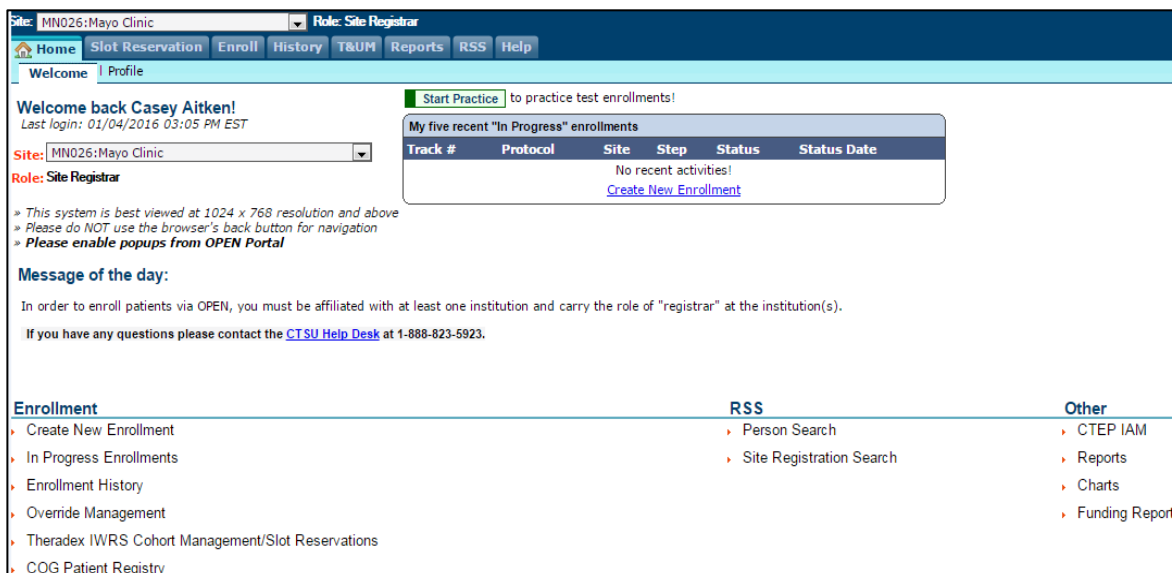 Site: MN026:Mayo Clinic Role: Site Registrar
Home Slot Reservation Enroll History T&UM Reports RSS Help
Welcome | Profile
Welcome back Casey Aitken!
Last login: 01/04/2016 03:05 PM EST
Site: MN026:Mayo Clinic
Role: Site Registrar
» This system is best viewed at 1024 x 768 resolution and above
» Please do NOT use the browser's back button for navigation
» Please enable popups from OPEN Portal
Start Practice to practice test enrollments!
My five recent "In Progress" enrollments
Track # Protocol Site Step Status Status Date
No recent activities!
Create New Enrollment
Message of the day:
In order to enroll patients via OPEN, you must be affiliated with at least one institution and carry the role of "registrar" at the institution(s).
If you have any questions please contact the CTSU Help Desk at 1-888-823-5923.
Enrollment
Create New Enrollment
In Progress Enrollments
Enrollment History
Override Management
Theradex IWRS Cohort Management/Slot Reservations
COG Patient Registry
RSS
Person Search
Site Registration Search
Other
CTEP IAM
Reports
Charts
Funding Report